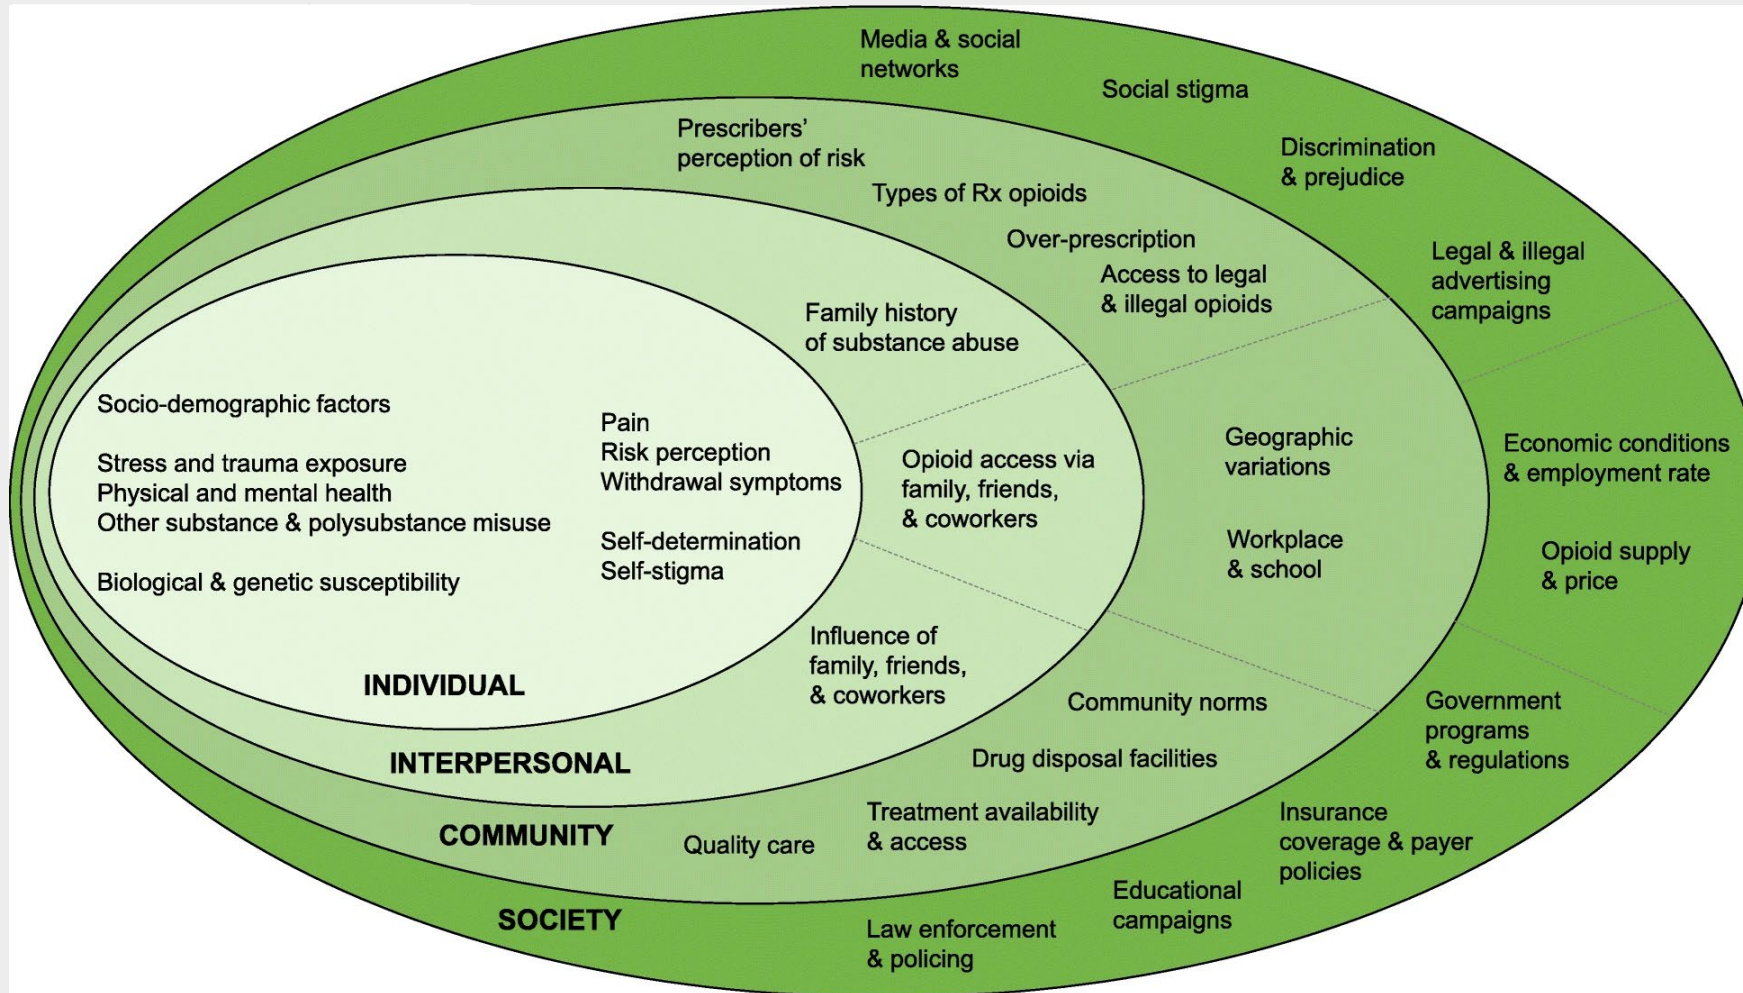 Media & social
networks
Social stigma
Discrimination
& prejudice
Legal & illegal
advertising
campaigns
Economic conditions
& employment rate
Opioid supply
& price
Government
programs
& regulations
Insurance
coverage & payer
policies
Educational
campaigns
Law enforcement
& policing
SOCIETY
Prescribers’
perception of risk
Types of Rx opioids
Over-prescription
Access to legal
& illegal opioids
Geographic
variations
Workplace
& school
Community norms
Drug disposal facilities
Treatment availability
& access
Quality care
COMMUNITY
Family history
of substance abuse
Opioid access via
family, friends,
& coworkers
Influence of
family, friends,
& coworkers
INTERPERSONAL
Socio-demographic factors
Stress and trauma exposure
Physical and mental health
Other substance & polysubstance misuse
Biological & genetic susceptibility
Pain
Risk perception
Withdrawal symptoms
Self-determination
Self-stigma
INDIVIDUAL